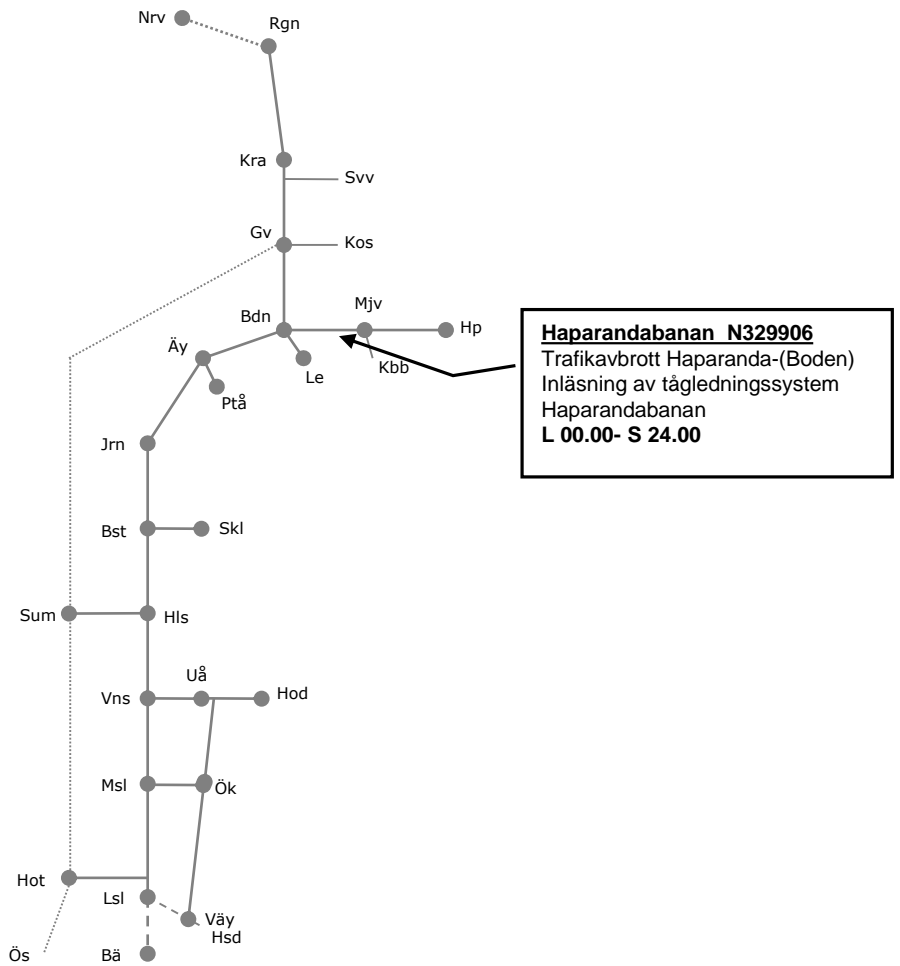 Nrv
Rgn
Kra
Svv
Gv
Kos
Bdn
Mjv
Hp
Haparandabanan N329906
Trafikavbrott Haparanda-(Boden)
Inläsning av tågledningssystem
Haparandabanan
L 00.00- S 24.00
Äy
Le
Kbb
Ptå
Jrn
Bst
Skl
Sum
Hls
Uå
Vns
Hod
Msl
Ök
Hot
Lsl
Väy
Hsd
Ös
Bä